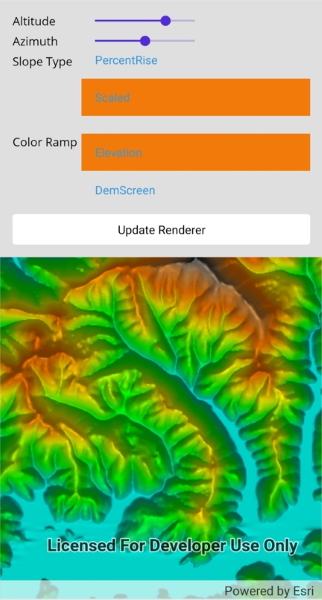 Altitude
Azimuth
Slope Type
PercentRise
Scaled
Color Ramp
Elevation
DemScreen
Update Renderer
Licensed For Developer Use Only
Powered by Esri